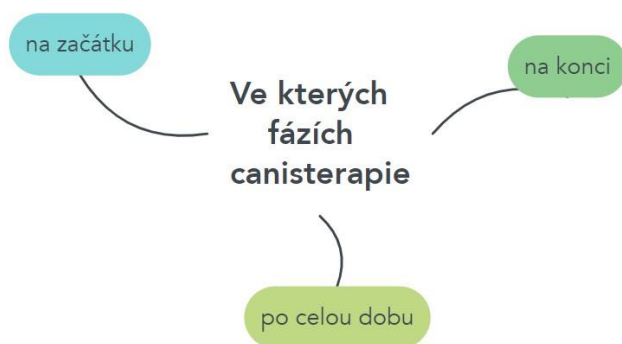 na začátku
na konci
Ve kterých
fázích
canisterapie
po celou dobu